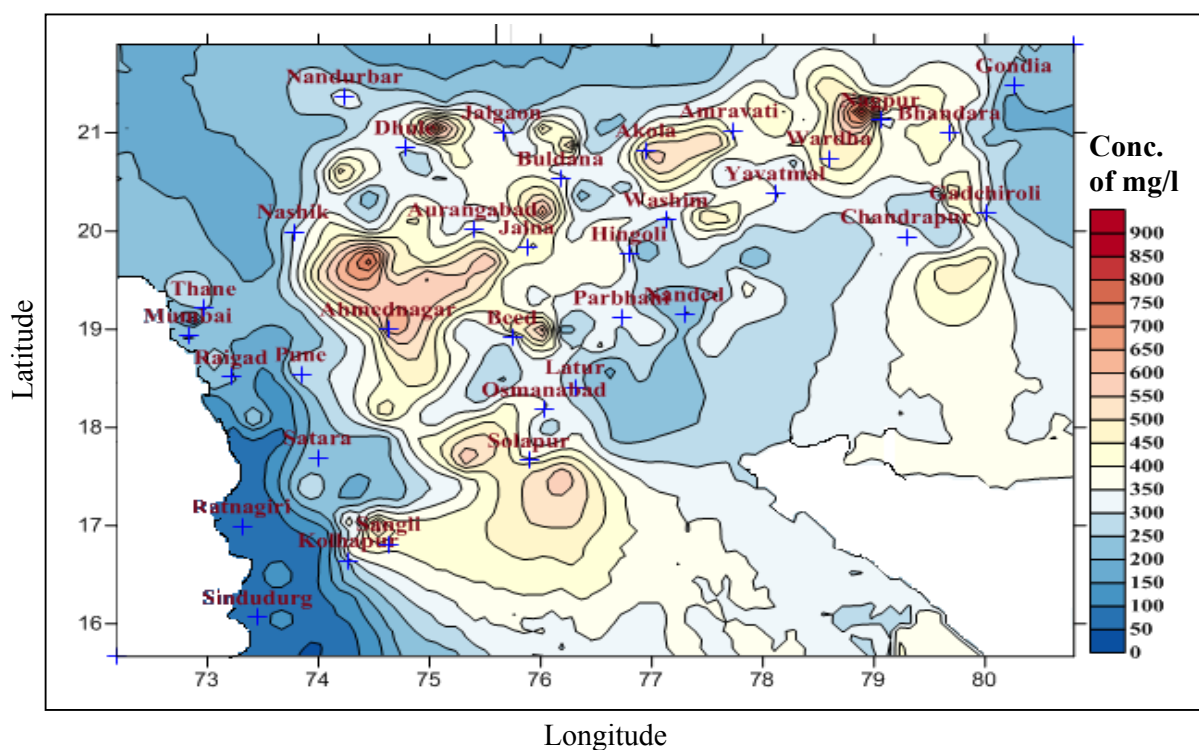 Nandurbar
Gondia
Dhule
Jalgaon
Akola
Amravati
Nagpur
Bhandara
Wardha
Buldana
Yavatmal
Gadchiroli
Nashik
Aurangabad
Jalna
Washim
Hingoli
Chandrapur
Thane
Mumbai
Ahmednagar
Beed
Parbhani
Nanded
Raigad
Pune
Latur
Osmanabad
Satara
Solapur
Ratnagiri
Sangli
Kolhapur
Sindudurg
21
20
19
18
17
16
73
74
75
76
77
78
79
80
Latitude
Longitude
Conc.
of mg/l
900
850
800
750
700
650
600
550
500
450
400
350
300
250
200
150
100
50
0